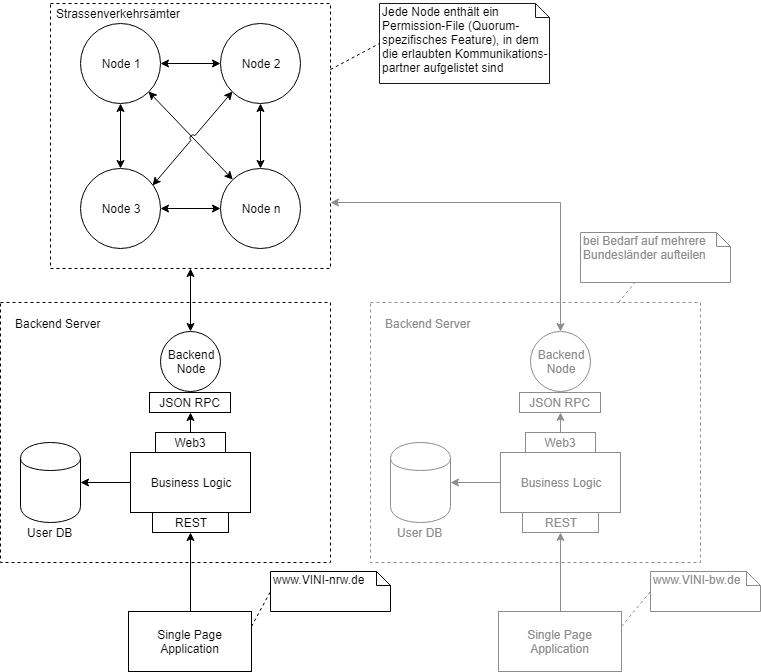 Strassenverkehrsämter
Node 1
Node 2
Node 3
Node n
Jede Node enthält ein
Permission-File (Quorum-
spezifisches Feature), in dem
die erlaubten Kommunikations-
partner aufgelistet sind
bei Bedarf auf mehrere
Bundesländer aufteilen
Backend Server
Backend
Node
JSON RPC
Web3
Business Logic
REST
User DB
www.VINI-nrw.de
Single Page
Application
Backend Server
Backend
Node
JSON RPC
Web3
Business Logic
REST
User DB
www.VINI-bw.de
Single Page
Application